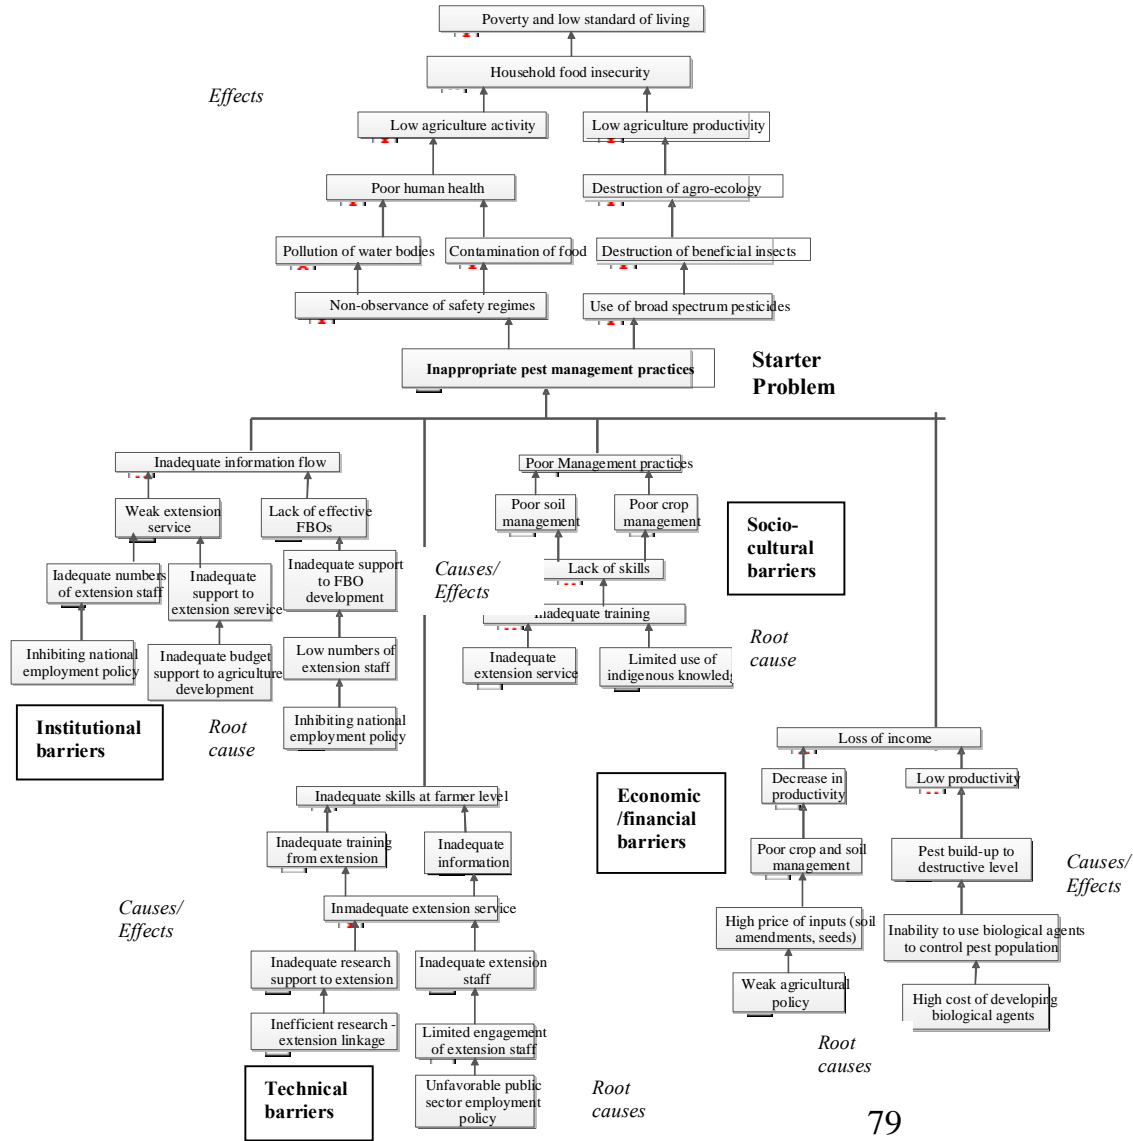 Poverty and low standard of living
Household food insecurity
Effects
Low agriculture activity
Low agriculture productivity
Poor human health
Destruction of agro-ecology
Pollution of water bodies
Contamination of food
Destruction of beneficial insects
Non-observance of safety regimes
Use of broad spectrum pesticides
Inappropriate pest management practices
Starter
Problem
Inadequate information flow
Weak extension
service
Lack of effective
FBOs
Iadequate numbers
of extension staff
Inadequate
support to
extension serevice
Inadequate support
to FBO
development
Inhibiting national
employment policy
Inadequate budget
support to agriculture
development
Low numbers of
extension staff
Inhibiting national
employment policy
Institutional
barriers
Root
cause
Poor Management practices
Poor soil
management
Poor crop
management
Causes/
Effects
Lack of skills
Inadequate training
Inadequate
extension service
Limited use of
indigenous knowledg
Socio-
cultural
barriers
Root
cause
Inadequate skills at farmer level
Inadequate training
from extension
Inadequate
information
Causes/
Effects
Inmadequate extension service
Inadequate research
support to extension
Inadequate extension
staff
Inefficient research -
extension linkage
Limited engagement
of extension staff
Unfavorable public
sector employment
policy
Technical
barriers
Root
causes
Loss of income
Decrease in
productivity
Low productivity
Economic
/financial
barriers
Poor crop and soil
management
Pest build-up to
destructive level
Causes/
Effects
High price of inputs (soil
amendments, seeds)
Inability to use biological agents
to control pest population
Weak agricultural
policy
High cost of developing
biological agents
Root
causes
79